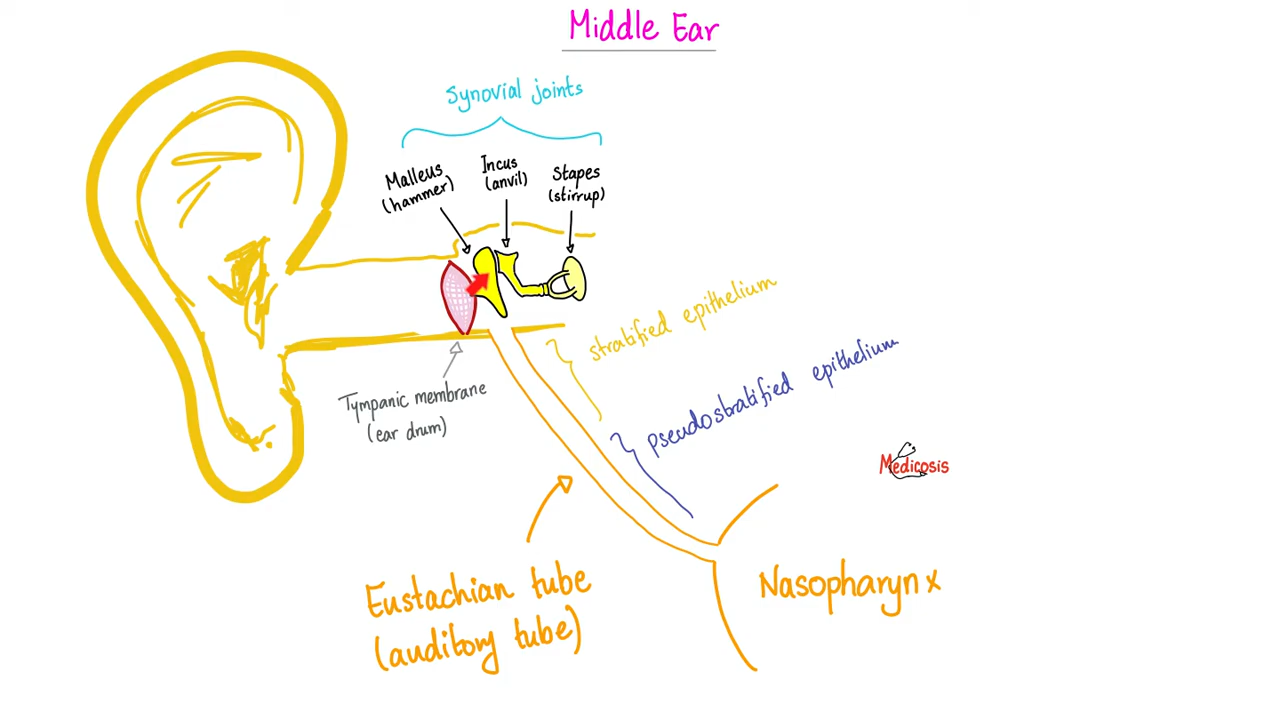 Middle Ear
Synovial joints
Malleus
(hammer)
Incus
(anvil)
Stapes
(stirrup)
stratified epithelium
pseudostratified epithelium
Tympanic membrane
(ear drum)
Medicosis
Eustachian tube
(auditory tube)
Nasopharynx